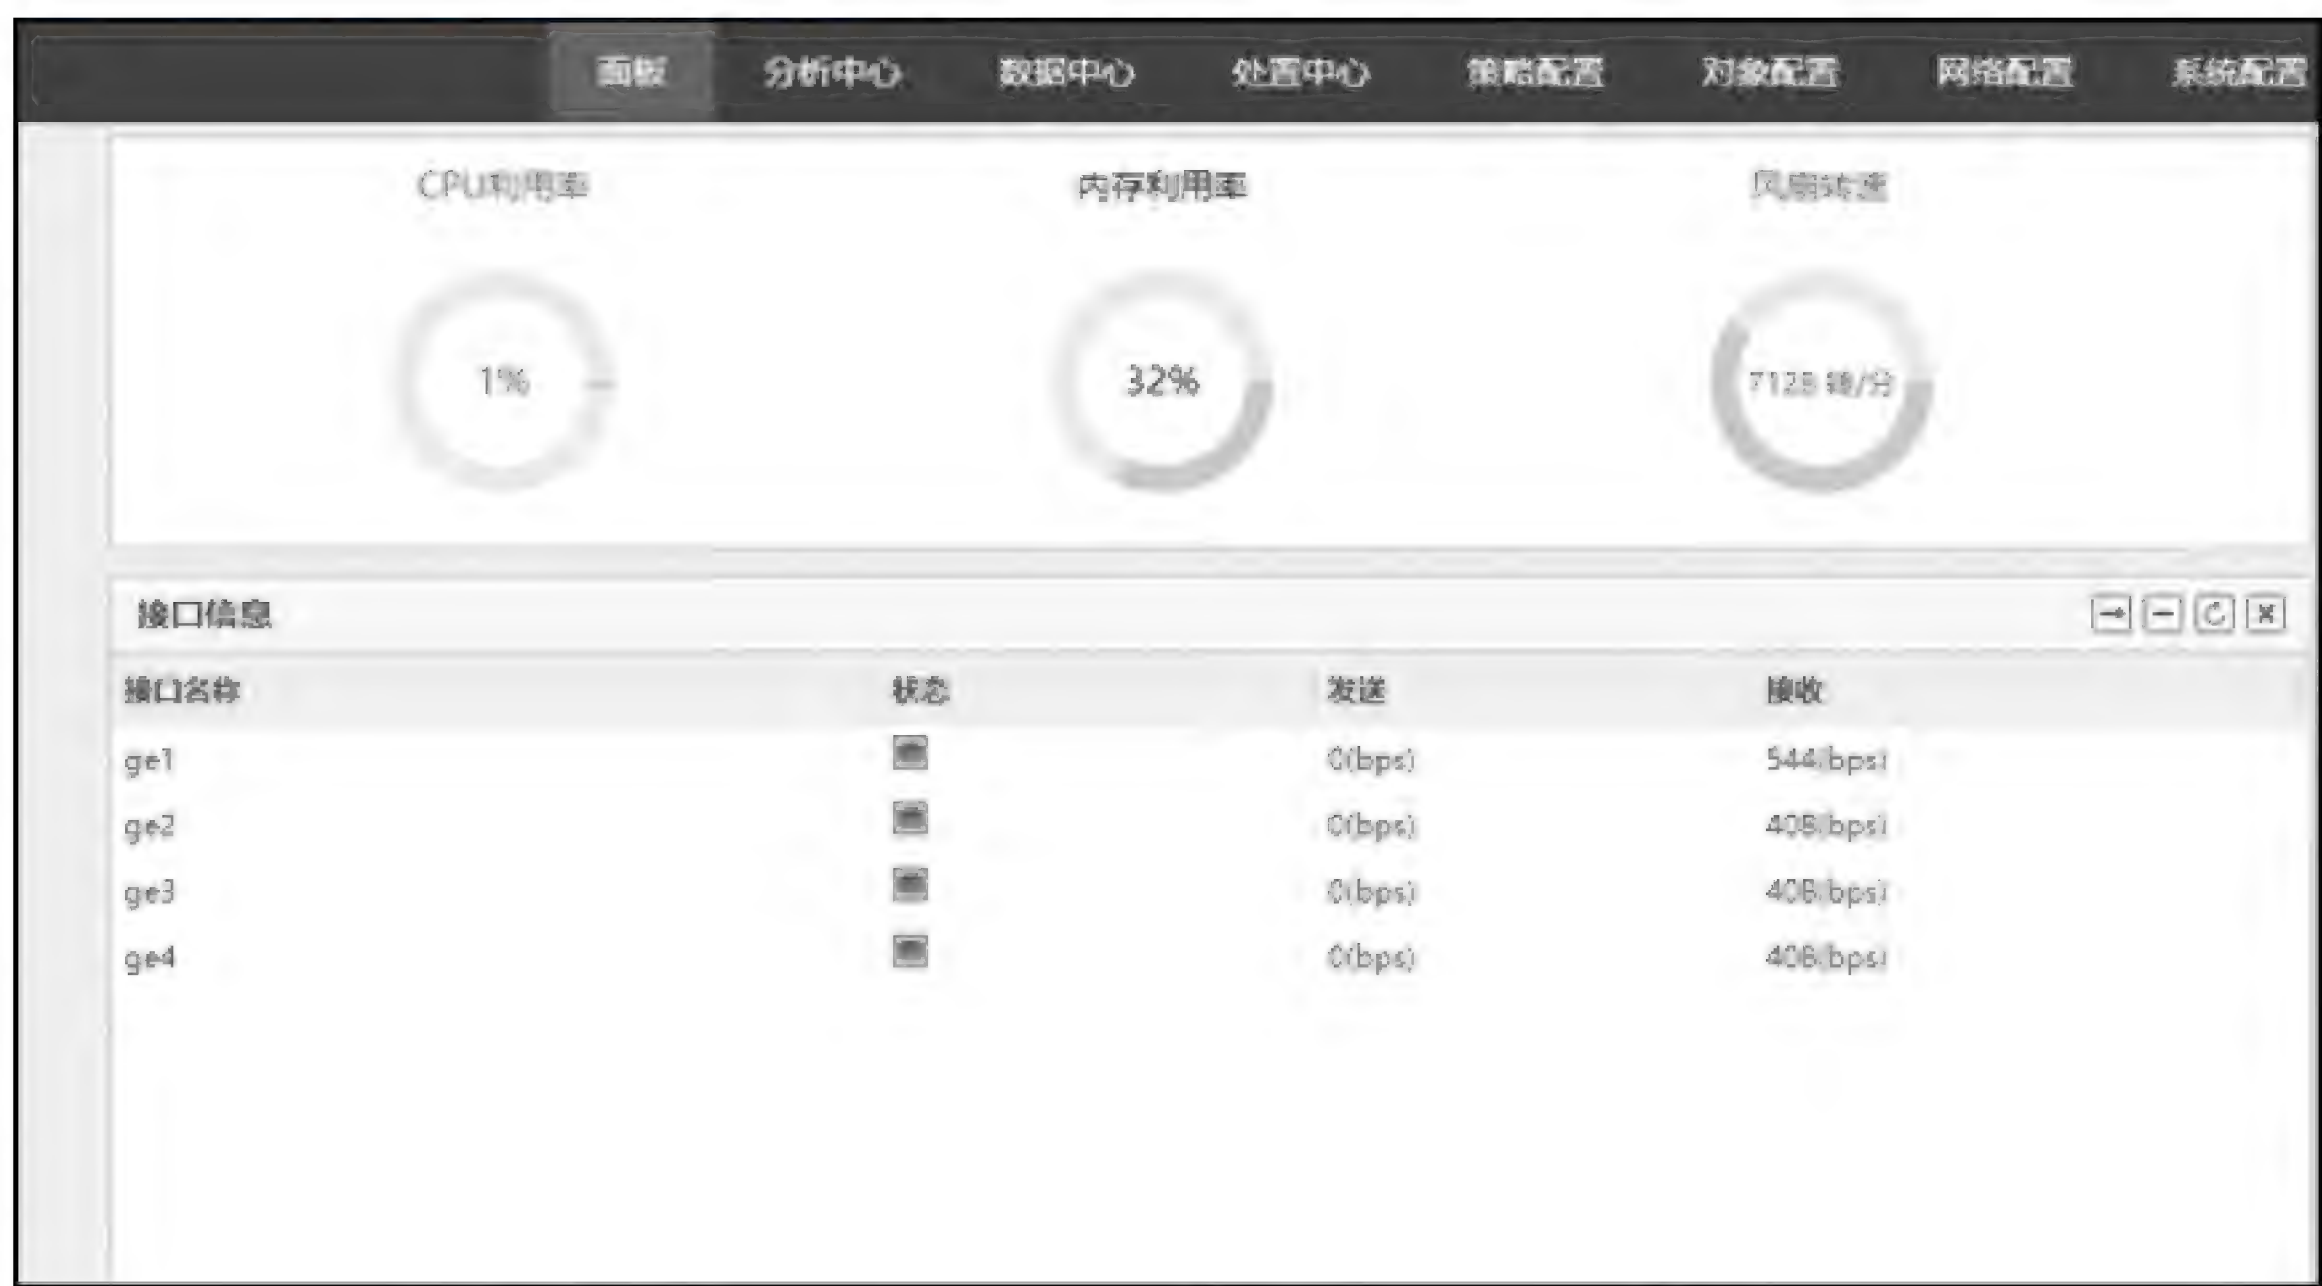 面板 分析中心 数据中心 处置中心 策略配置 对象配置 网络配置 系统配置
CPU利用率 内存利用率 风扇转速
1% 32% 7128 转/分
接口信息
接口名称 状态 发送 接收
ge1 0(bps) 544(bps)
ge2 0(bps) 408(bps)
ge3 0(bps) 408(bps)
ge4 0(bps) 408(bps)